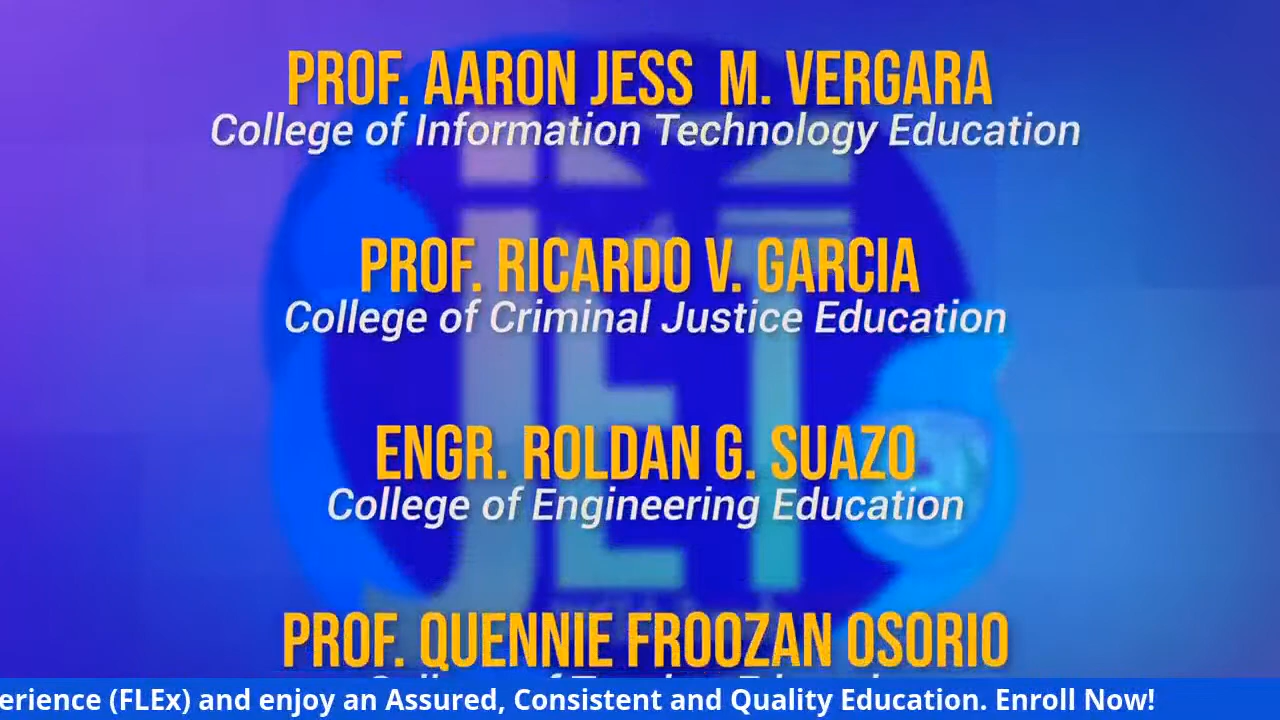 PROF. AARON JESS M. VERGARA
College of Information Technology Education
PROF. RICARDO V. GARCIA
College of Criminal Justice Education
ENGR. ROLDAN G. SUAZO
College of Engineering Education
PROF. QUENNIE FROOZAN OSORIO
College of
erience (FLEx) and enjoy an Assured, Consistent and Quality Education. Enroll Now!